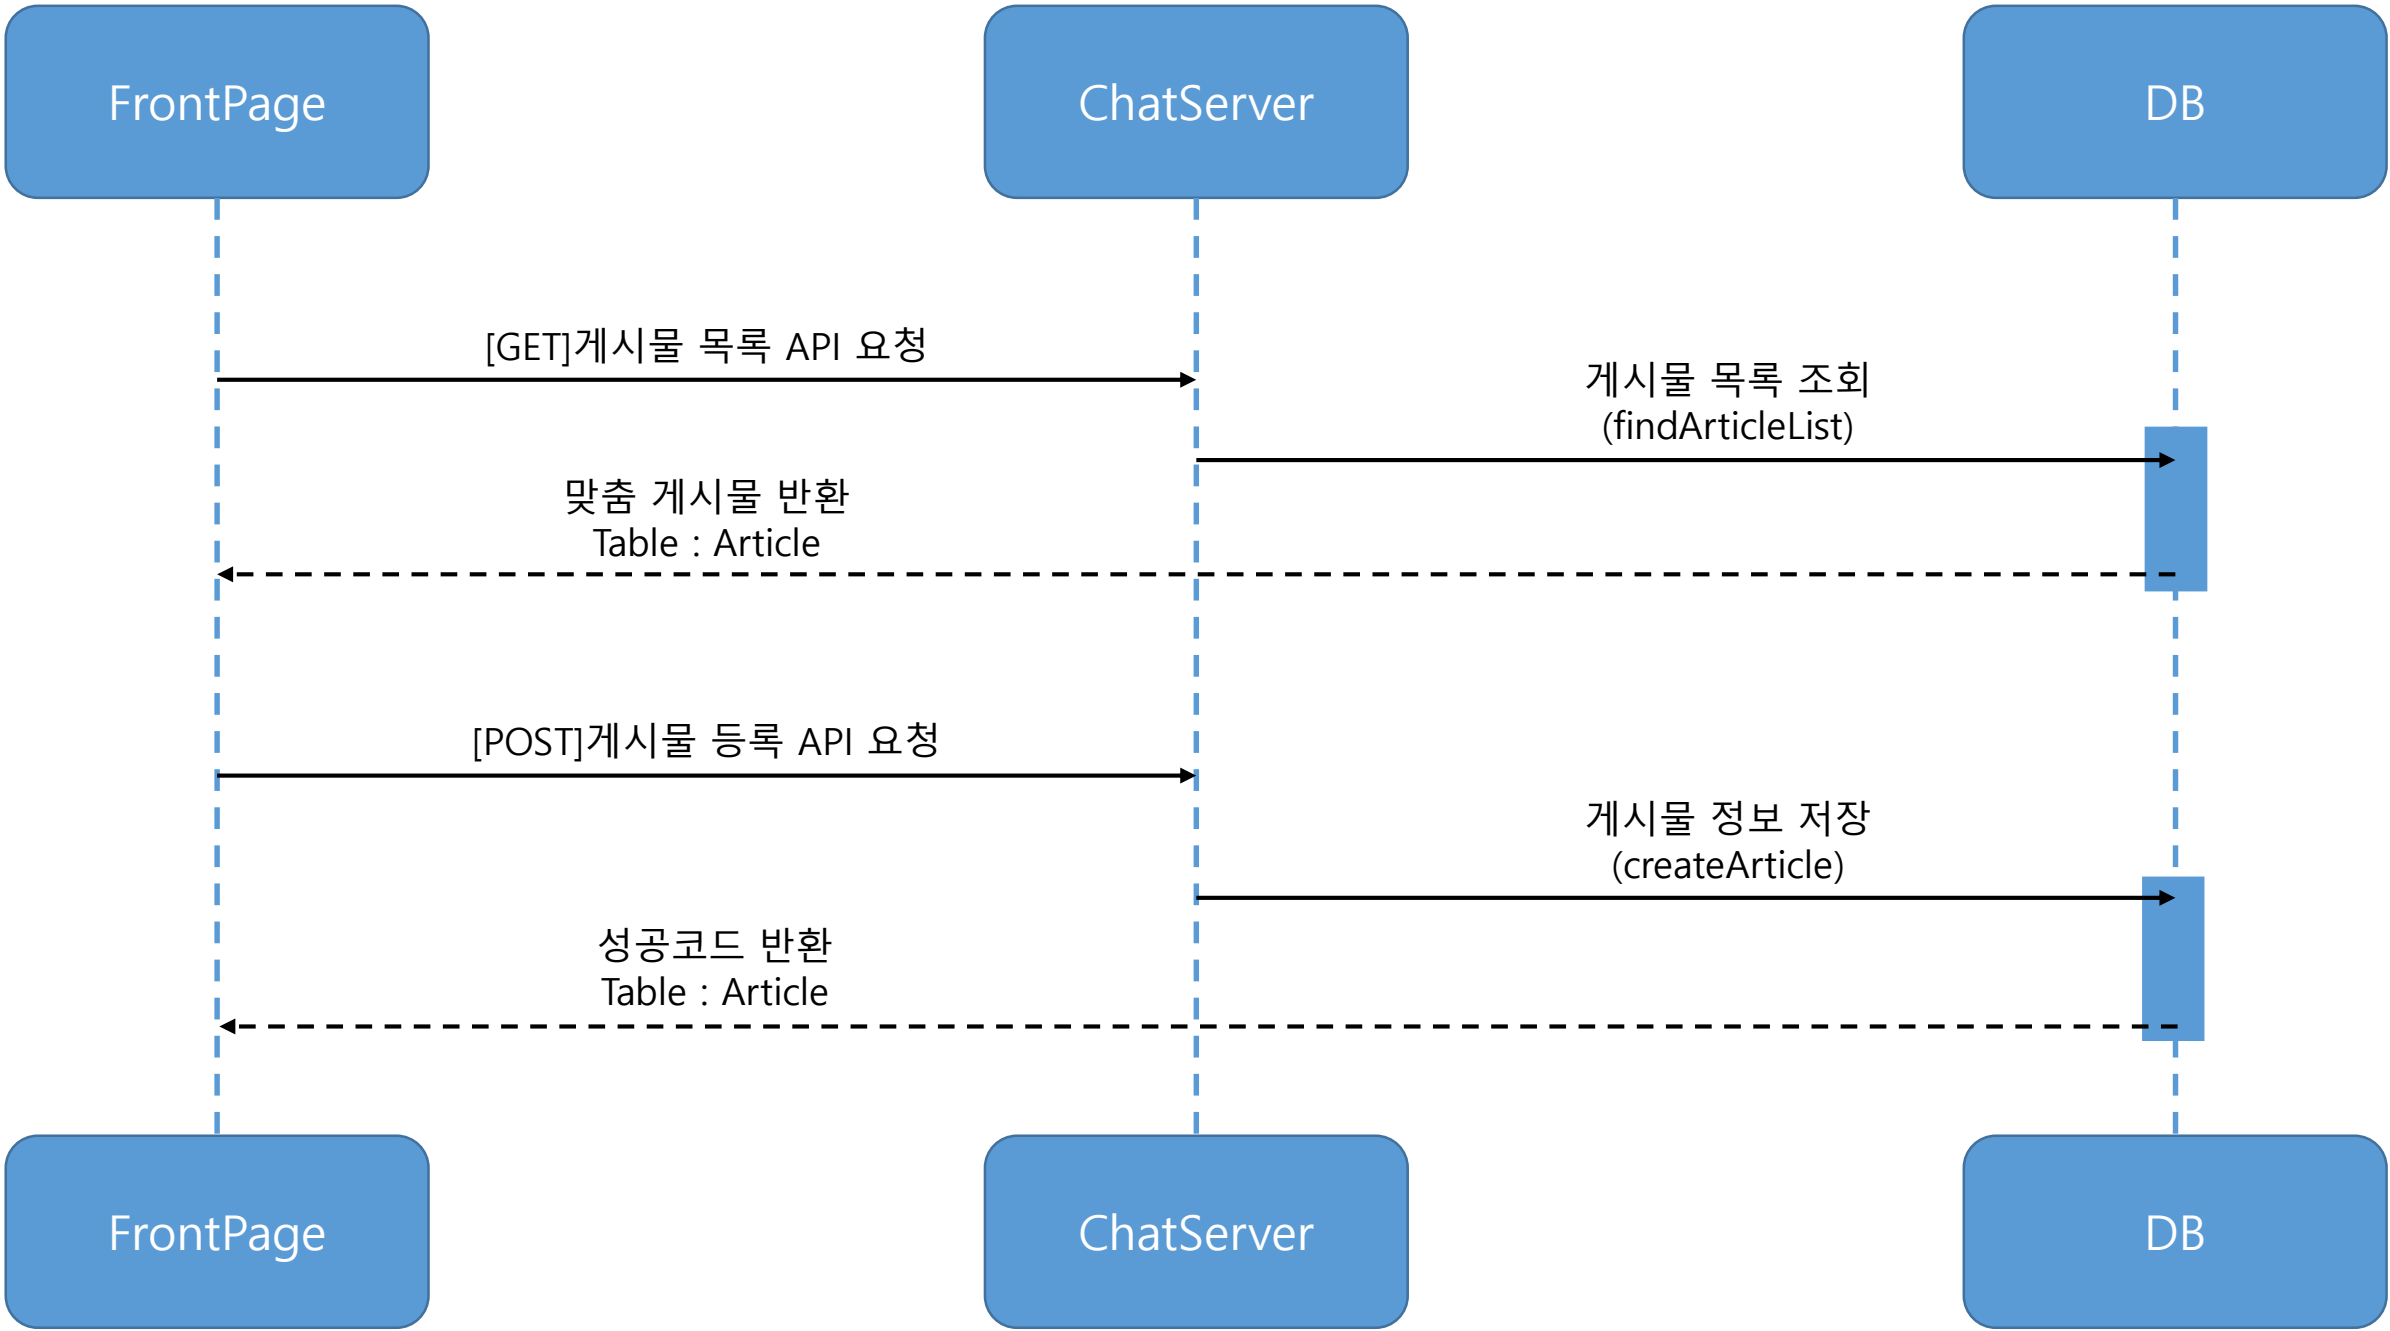 FrontPage
ChatServer
DB
[GET]게시물 목록 API 요청
게시물 목록 조회
(findArticleList)
맞춤 게시물 반환
Table : Article
[POST]게시물 등록 API 요청
게시물 정보 저장
(createArticle)
성공코드 반환
Table : Article
FrontPage
ChatServer
DB